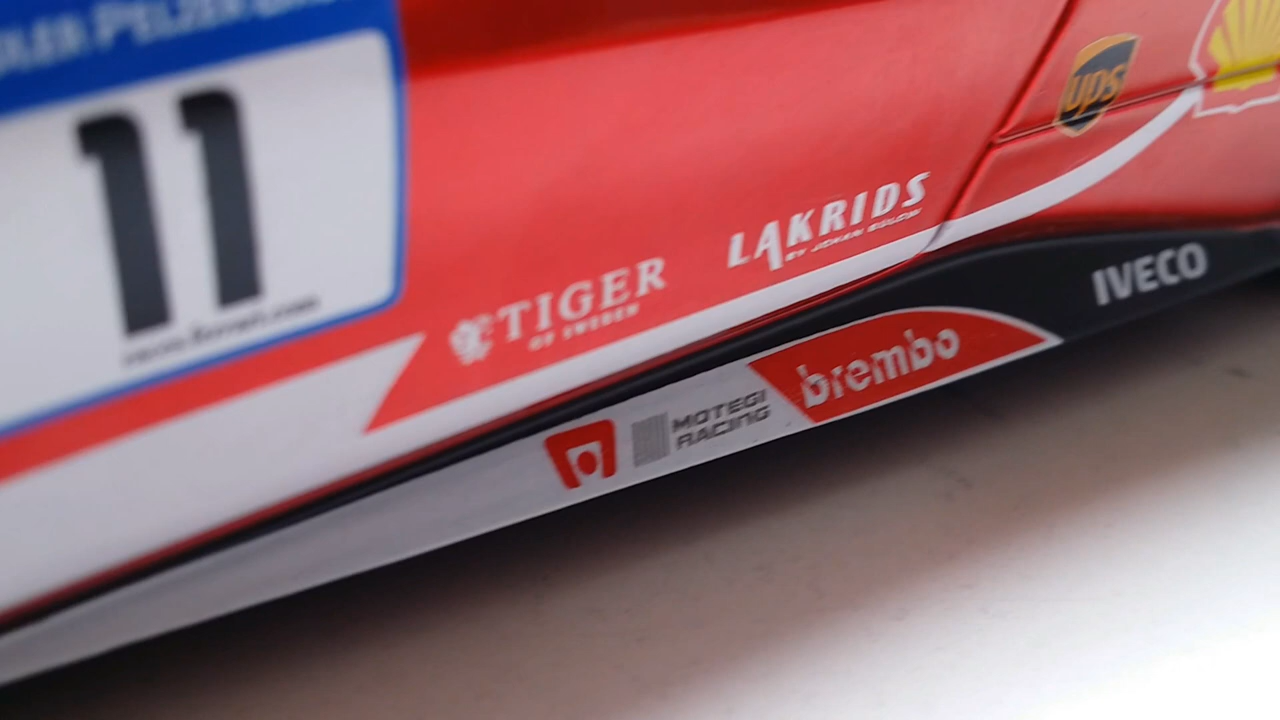 11
ups
LAKRIDS
BY JOHAN BÜLOW
TIGER
OF SWEDEN
IVECO
brembo
MOTEGI
RACING